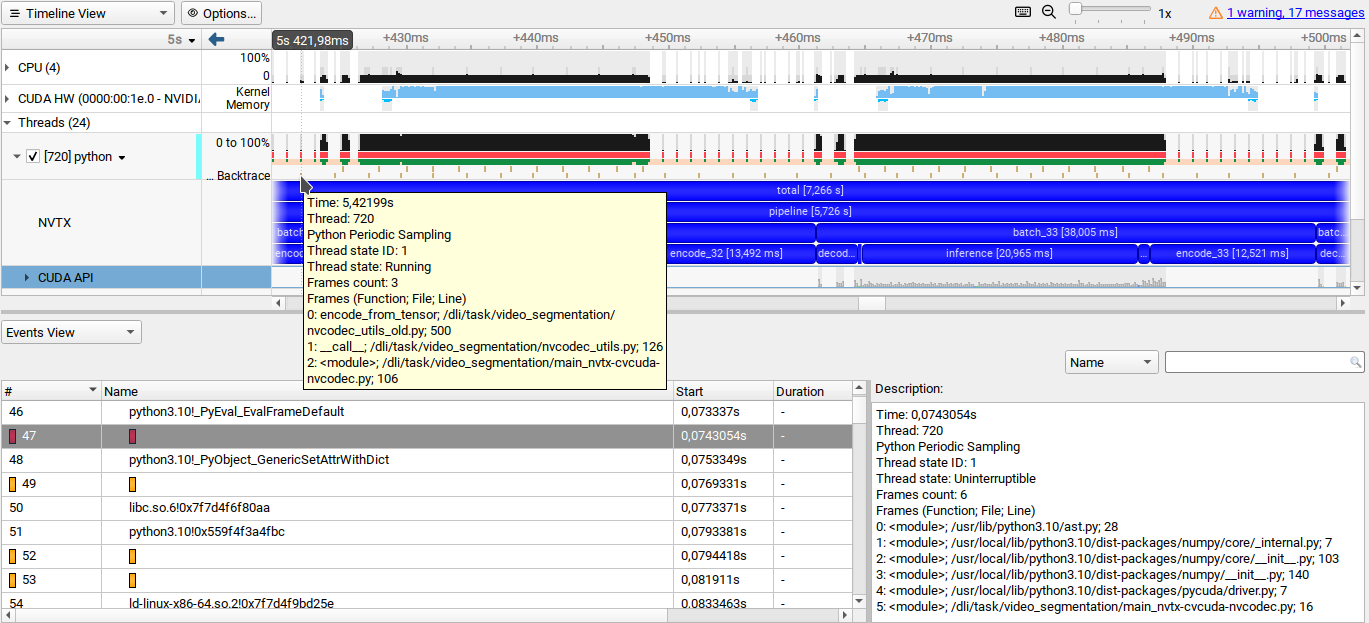 Timeline View
Options...
1x
1 warning, 17 messages
5s
5s 421,98ms
+430ms
+440ms
+450ms
+460ms
+470ms
+480ms
+490ms
+500ms
CPU (4)
100%
0
CUDA HW (0000:00:1e.0 - NVIDI
Kernel
Memory
Threads (24)
[720] python
0 to 100%
... Backtrace
NVTX
total [7,266 s]
pipeline [5,726 s]
batch
batch_33 [38,005 ms]
batc...
encod
encode_32 [13,492 ms]
decod...
inference [20,965 ms]
...
encode_33 [12,521 ms]
dec...
CUDA API
Time: 5,42199s
Thread: 720
Python Periodic Sampling
Thread state ID: 1
Thread state: Running
Frames count: 3
Frames (Function; File; Line)
0: encode_from_tensor; /dli/task/video_segmentation/
nvcodec_utils_old.py; 500
1: __call__; /dli/task/video_segmentation/nvcodec_utils.py; 126
2: <module>; /dli/task/video_segmentation/main_nvtx-cvcuda-
nvcodec.py; 106
Events View
Name
# Name Start Duration
46 python3.10!_PyEval_EvalFrameDefault 0,073337s -
47 0,0743054s -
48 python3.10!_PyObject_GenericSetAttrWithDict 0,0753349s -
49 0,0769331s -
50 libc.so.6!0x7f7d4f6f80aa 0,0773371s -
51 python3.10!0x559f4f3a4fbc 0,0793381s -
52 0,0794418s -
53 0,081911s -
54 ld-linux-x86-64.so.2!0x7f7d4f9bd25e 0,0833463s -
Description:
Time: 0,0743054s
Thread: 720
Python Periodic Sampling
Thread state ID: 1
Thread state: Uninterruptible
Frames count: 6
Frames (Function; File; Line)
0: <module>; /usr/lib/python3.10/ast.py; 28
1: <module>; /usr/local/lib/python3.10/dist-packages/numpy/core/_internal.py; 7
2: <module>; /usr/local/lib/python3.10/dist-packages/numpy/core/__init__.py; 103
3: <module>; /usr/local/lib/python3.10/dist-packages/numpy/__init__.py; 140
4: <module>; /usr/local/lib/python3.10/dist-packages/pycuda/driver.py; 7
5: <module>; /dli/task/video_segmentation/main_nvtx-cvcuda-nvcodec.py; 16